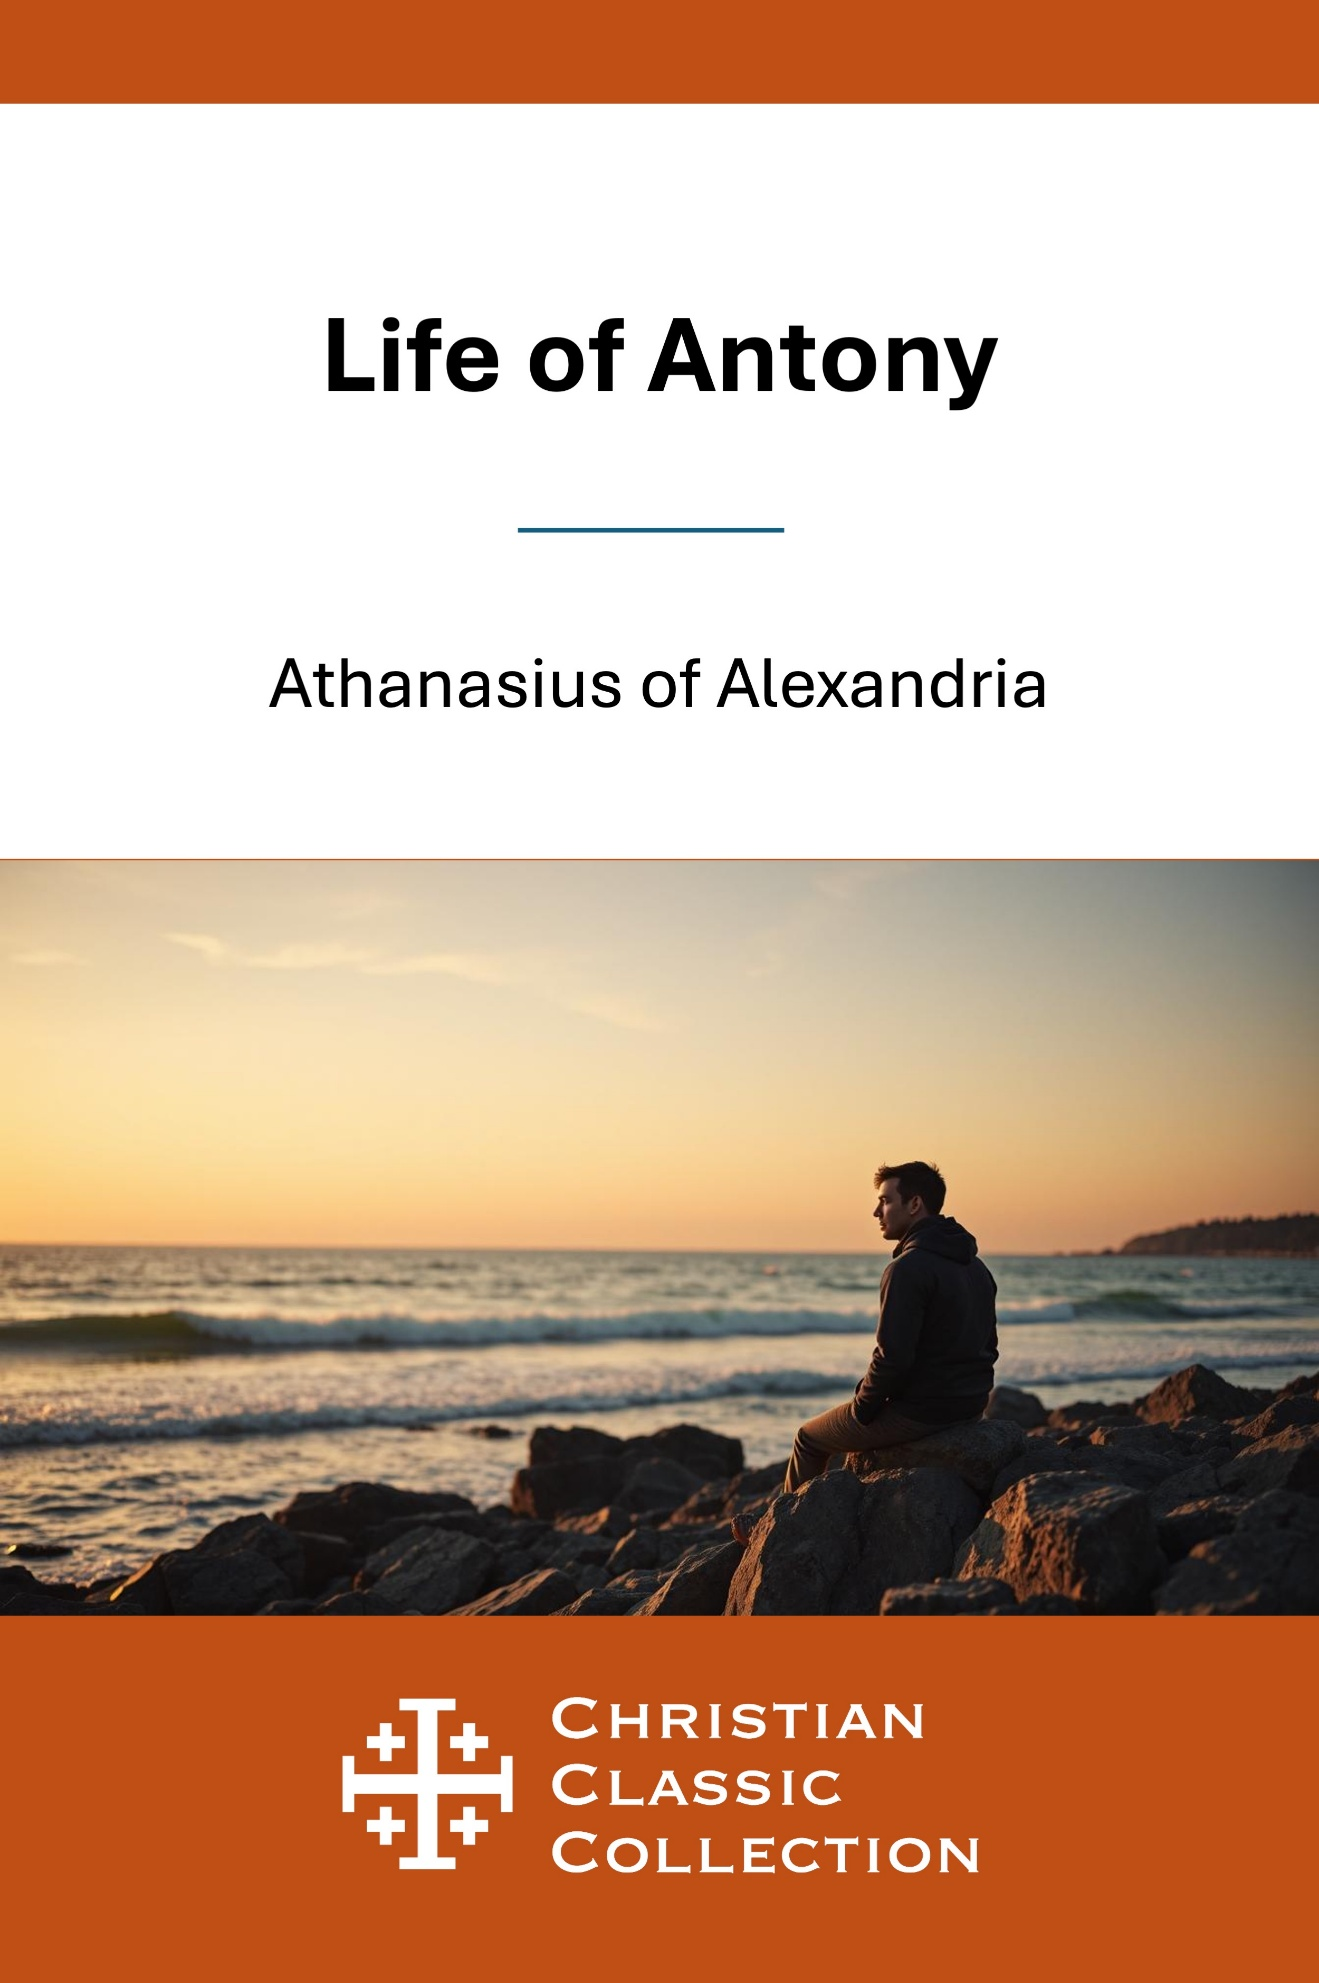 Life of Antony
Athanasius of Alexandria
Christian
Classic
Collection